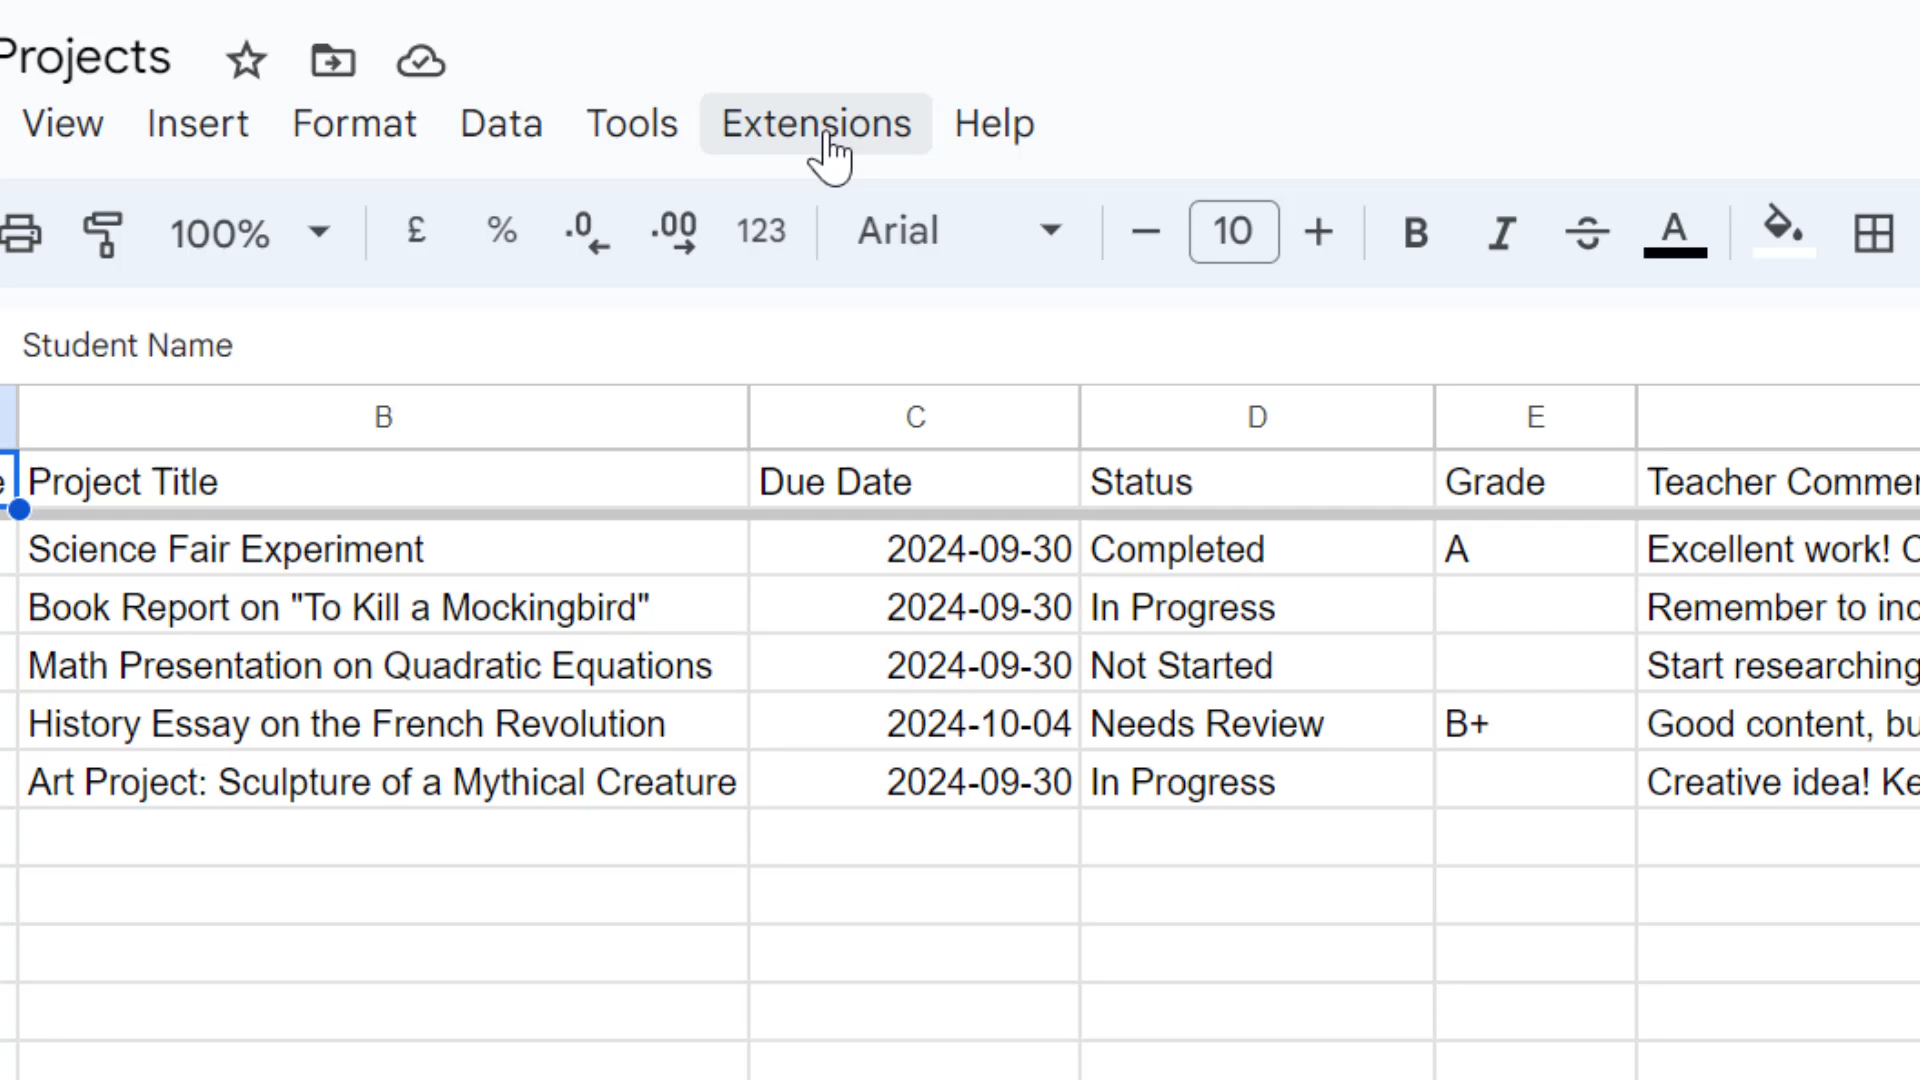 Projects
View Insert Format Data Tools Extensions Help
100% £ % .0 .00 123 Arial 10 B I S A
Student Name
B C D E
Project Title Due Date Status Grade Teacher
Science Fair Experiment 2024-09-30 Completed A Excellent work!
Book Report on "To Kill a Mockingbird" 2024-09-30 In Progress Remember to
Math Presentation on Quadratic Equations 2024-09-30 Not Started Start researching
History Essay on the French Revolution 2024-10-04 Needs Review B+ Good content,
Art Project: Sculpture of a Mythical Creature 2024-09-30 In Progress Creative idea!